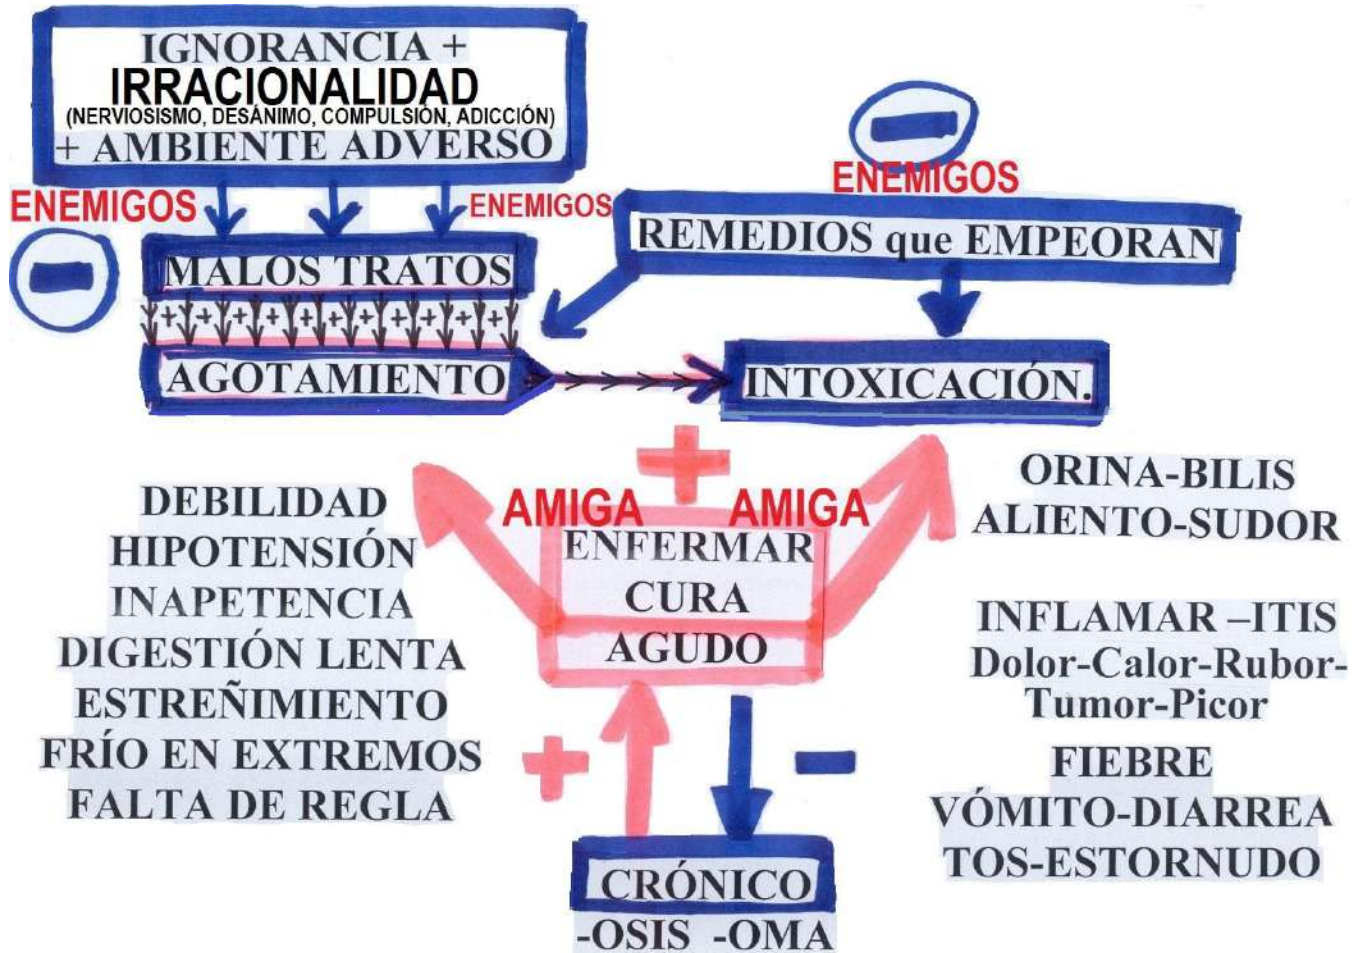 IGNORANCIA +
IRRACIONALIDAD
(NERVIOSISMO, DESÁNIMO, COMPULSIÓN, ADICCIÓN)
+ AMBIENTE ADVERSO
ENEMIGOS
ENEMIGOS
ENEMIGOS
REMEDIOS que EMPEORAN
MALOS TRATOS
+ + + + + + + + + + + +
AGOTAMIENTO
INTOXICACIÓN.
DEBILIDAD
HIPOTENSIÓN
INAPETENCIA
DIGESTIÓN LENTA
ESTREÑIMIENTO
FRÍO EN EXTREMOS
FALTA DE REGLA
+
AMIGA AMIGA
ENFERMAR
CURA
AGUDO
+ -
CRÓNICO
-OSIS -OMA
ORINA-BILIS
ALIENTO-SUDOR
INFLAMAR –ITIS
Dolor-Calor-Rubor-
Tumor-Picor
FIEBRE
VÓMITO-DIARREA
TOS-ESTORNUDO